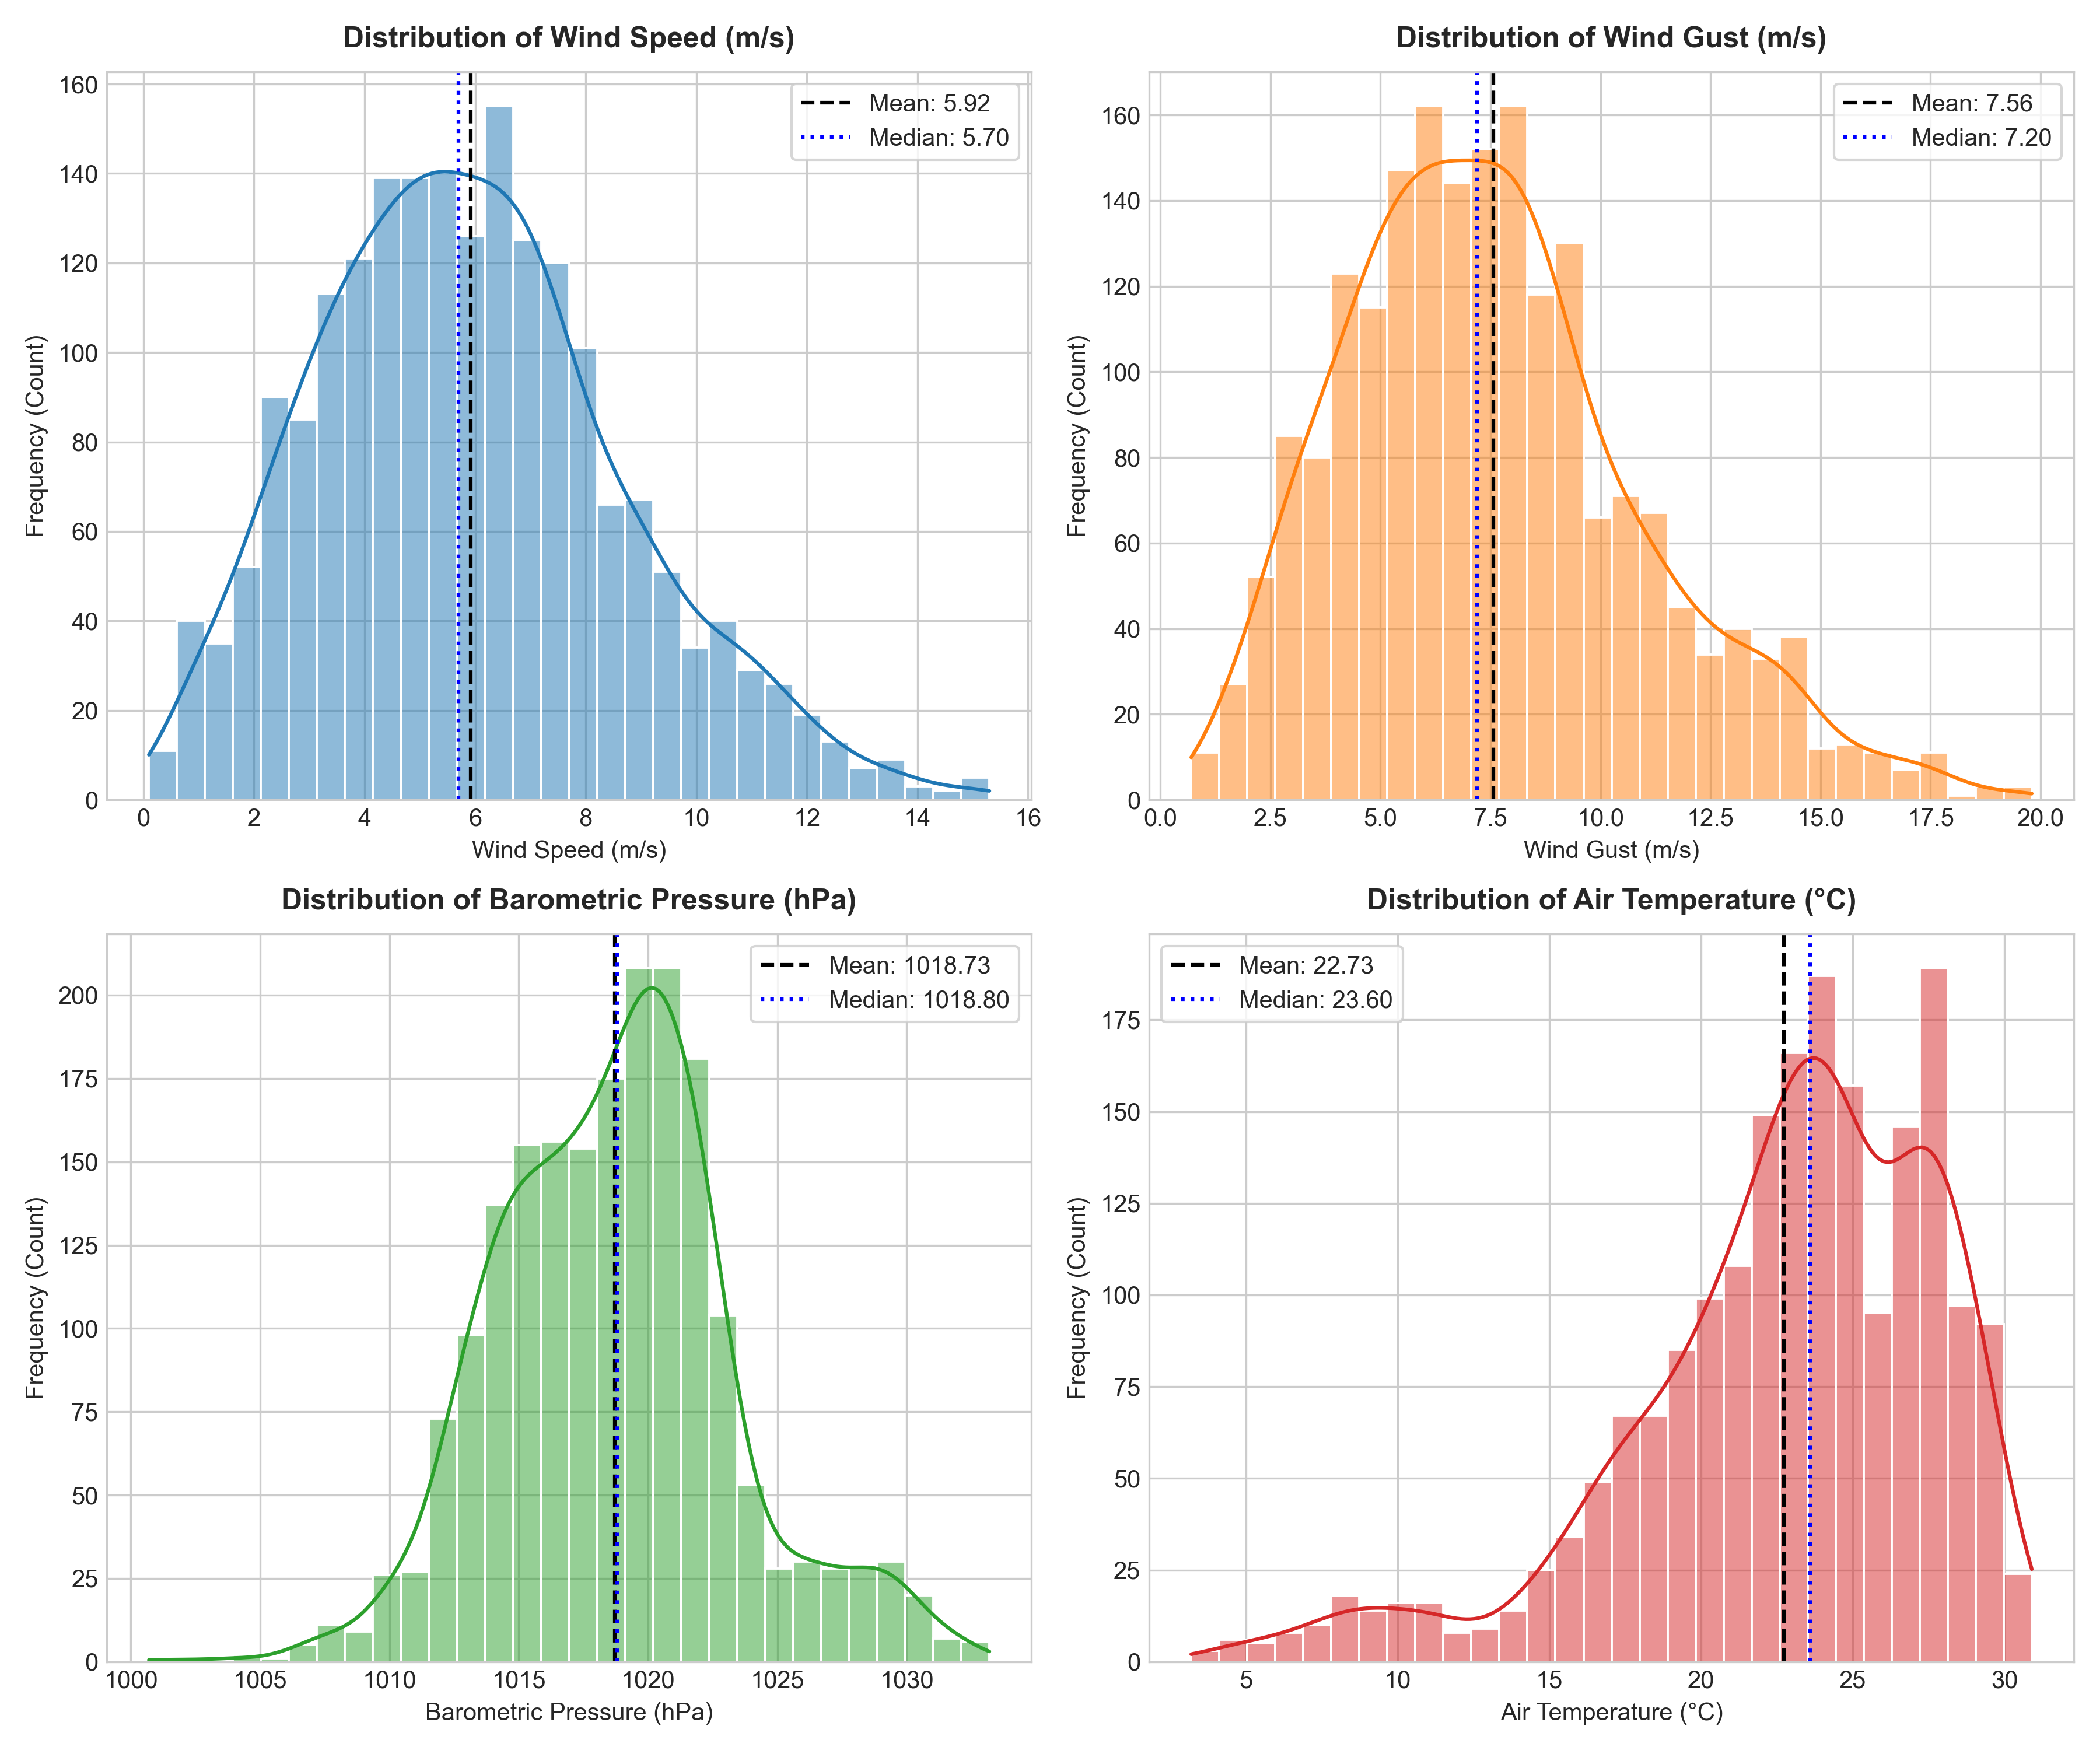 Distribution of Wind Speed (m/s)
160
140
120
100
80
60
40
20
0
Frequency (Count)
Mean: 5.92
Median: 5.70
0 2 4 6 8 10 12 14 16
Wind Speed (m/s)
Distribution of Wind Gust (m/s)
160
140
120
100
80
60
40
20
0
Frequency (Count)
Mean: 7.56
Median: 7.20
0.0 2.5 5.0 7.5 10.0 12.5 15.0 17.5 20.0
Wind Gust (m/s)
Distribution of Barometric Pressure (hPa)
200
175
150
125
100
75
50
25
0
Frequency (Count)
Mean: 1018.73
Median: 1018.80
1000 1005 1010 1015 1020 1025 1030
Barometric Pressure (hPa)
Distribution of Air Temperature (°C)
175
150
125
100
75
50
25
0
Frequency (Count)
Mean: 22.73
Median: 23.60
5 10 15 20 25 30
Air Temperature (°C)